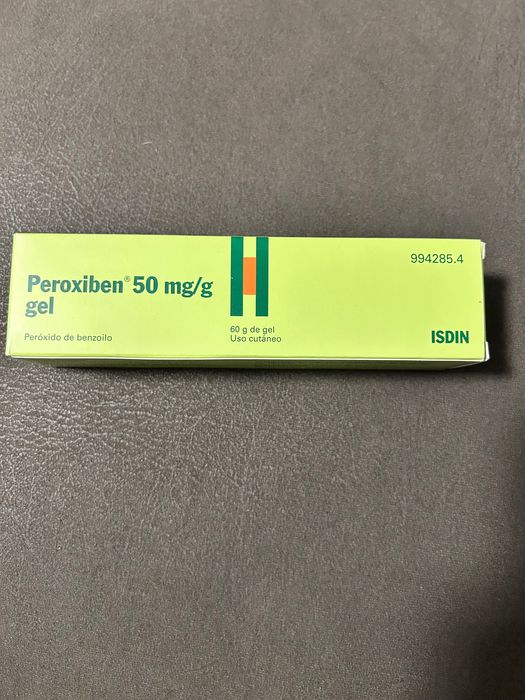 Peroxiben® 50 mg/g
gel
Peróxido de benzoilo
60 g de gel
Uso cutáneo
994285.4
ISDIN